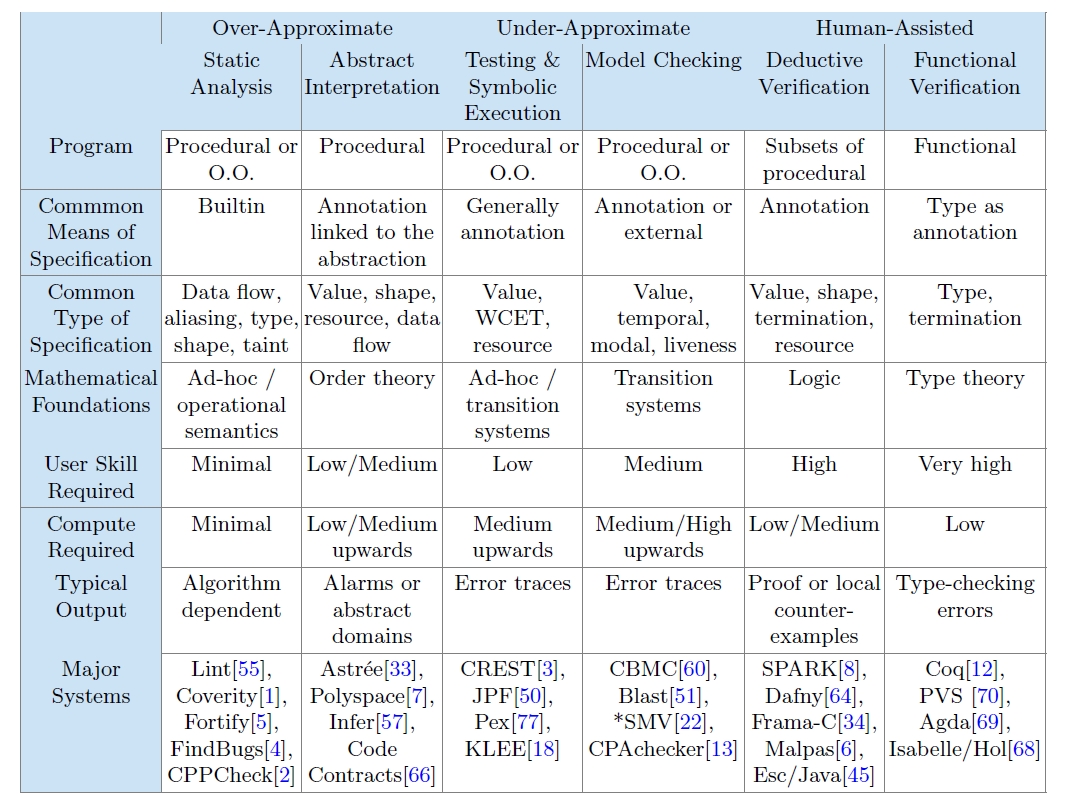 Over-Approximate Under-Approximate Human-Assisted
Static Abstract Testing & Model Checking Deductive Functional
Analysis Interpretation Symbolic Verification Verification
Execution
Program Procedural or Procedural Procedural or Procedural or Subsets of Functional
O.O. O.O. O.O. procedural
Commmon Builtin Annotation Generally Annotation or Annotation Type as
Means of linked to the annotation external annotation
Specification abstraction
Common Data flow, Value, shape, Value, Value, Value, shape, Type,
Type of aliasing, type, resource, data WCET, temporal, termination, termination
Specification shape, taint flow resource modal, liveness resource
Mathematical Ad-hoc / Order theory Ad-hoc / Transition Logic Type theory
Foundations operational transition systems
semantics systems
User Skill Minimal Low/Medium Low Medium High Very high
Required
Compute Minimal Low/Medium Medium Medium/High Low/Medium Low
Required upwards upwards upwards
Typical Algorithm Alarms or Error traces Error traces Proof or local Type-checking
Output dependent abstract counter- errors
domains examples
Major Lint[55], Astrée[33], CREST[3], CBMC[60], SPARK[8], Coq[12],
Systems Coverity[1], Polyspace[7], JPF[50], Blast[51], Dafny[64], PVS [70],
Fortify[5], Infer[57], Pex[77], *SMV[22], Frama-C[34], Agda[69],
FindBugs[4], Code KLEE[18] CPAchecker[13] Malpas[6], Isabelle/Hol[68]
CPPCheck[2] Contracts[66] Esc/Java[45]